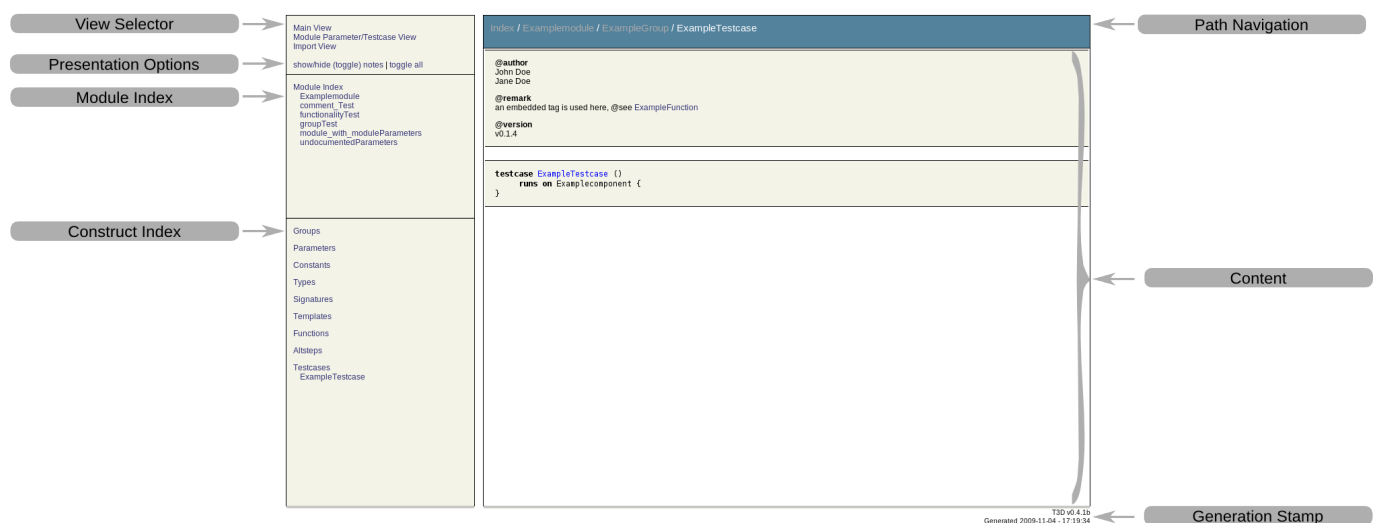 View Selector
Presentation Options
Module Index
Construct Index
Main View
Module Parameter/Testcase View
Import View
show/hide (toggle) notes | toggle all
Module Index
Examplemodule
comment_Test
functionalityTest
groupTest
module_with_moduleParameters
undocumentedParameters
Groups
Parameters
Constants
Types
Signatures
Templates
Functions
Altsteps
Testcases
ExampleTestcase
Index / Examplemodule / ExampleGroup / ExampleTestcase
@author
John Doe
Jane Doe
@remark
an embedded tag is used here, @see ExampleFunction
@version
v0.1.4
testcase ExampleTestcase ()
runs on Examplecomponent {
}
T3D v0.4.1b
Generated 2009-11-04 - 17:19:34
Path Navigation
Content
Generation Stamp